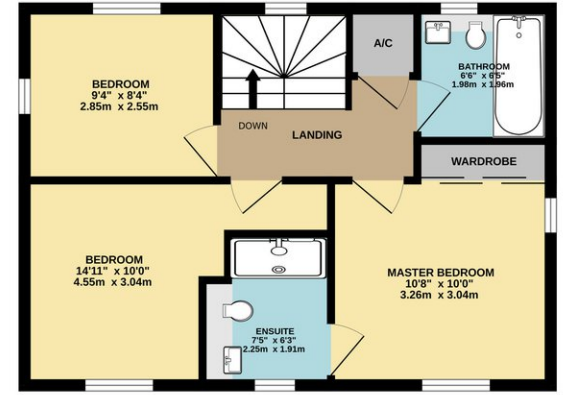 BEDROOM
9'4" x 8'4"
2.85m x 2.55m
DOWN
LANDING
A/C
BATHROOM
6'6" x 6'5"
1.98m x 1.96m
WARDROBE
BEDROOM
14'11" x 10'0"
4.55m x 3.04m
ENSUITE
7'5" x 6'3"
2.25m x 1.91m
MASTER BEDROOM
10'8" x 10'0"
3.26m x 3.04m